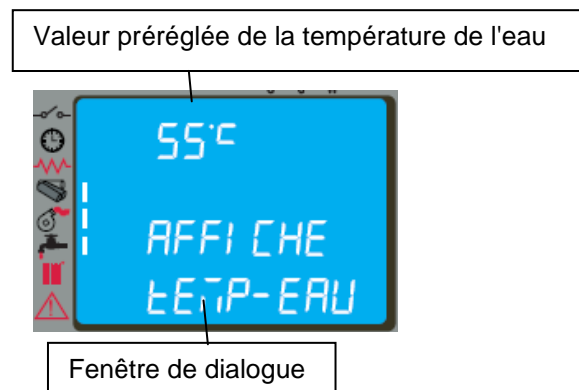 Valeur préréglée de la température de l'eau
55°C
AFFICHE
tEMP-EAU
Fenêtre de dialogue